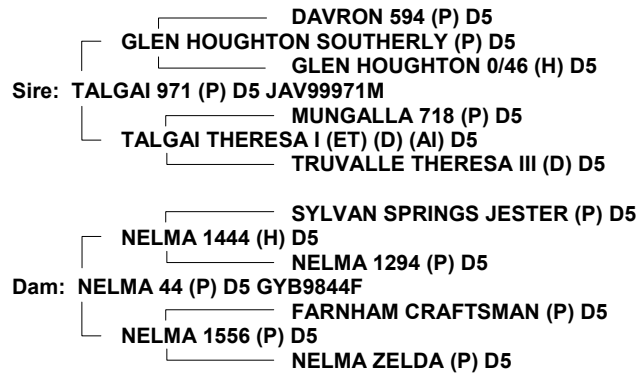 DAVRON 594 (P) D5
GLEN HOUGHTON SOUTHERLY (P) D5
GLEN HOUGHTON 0/46 (H) D5
Sire: TALGAI 971 (P) D5 JAV99971M
MUNGALLA 718 (P) D5
TALGAI THERESA I (ET) (D) (AI) D5
TRUVALLE THERESA III (D) D5
SYLVAN SPRINGS JESTER (P) D5
NELMA 1444 (H) D5
NELMA 1294 (P) D5
Dam: NELMA 44 (P) D5 GYB9844F
FARNHAM CRAFTSMAN (P) D5
NELMA 1556 (P) D5
NELMA ZELDA (P) D5